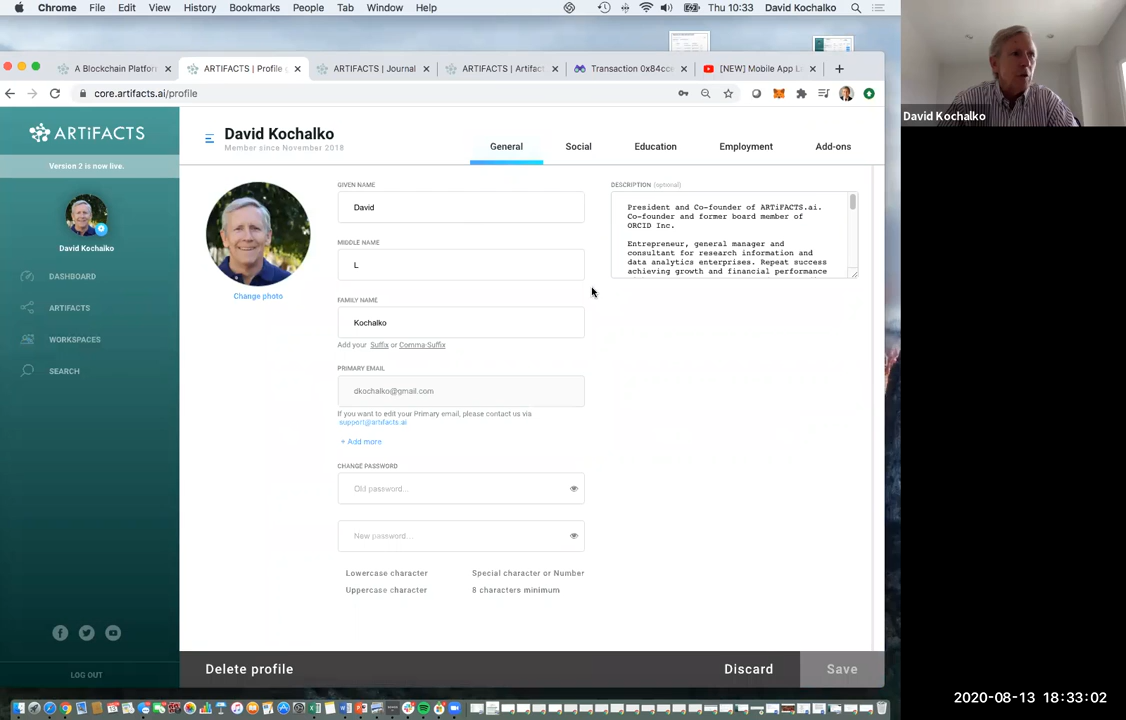 Chrome File Edit View History Bookmarks People Tab Window Help Thu 10:33 David Kochalko
A Blockchain Platfor ARTiFACTS | Profile ARTiFACTS | Journal ARTiFACTS | Artifact Transaction 0x84cce [NEW] Mobile App L
core.artifacts.ai/profile
ARTiFACTS
Version 2 is now live.
David Kochalko
DASHBOARD
ARTIFACTS
WORKSPACES
SEARCH
LOG OUT
David Kochalko
Member since November 2018
General Social Education Employment Add-ons
Change photo
GIVEN NAME
David
MIDDLE NAME
L
FAMILY NAME
Kochalko
Add your Suffix or Comma-Suffix
PRIMARY EMAIL
dkochalko@gmail.com
If you want to edit your Primary email, please contact us via
support@artifacts.ai
+ Add more
CHANGE PASSWORD
Old password...
New password...
Lowercase character Special character or Number
Uppercase character 8 characters minimum
DESCRIPTION (optional)
President and Co-founder of ARTiFACTS.ai.
Co-founder and former board member of
ORCID Inc.
Entrepreneur, general manager and
consultant for research information and
data analytics enterprises. Repeat success
achieving growth and financial performance
Delete profile Discard Save
David Kochalko
2020-08-13 18:33:02